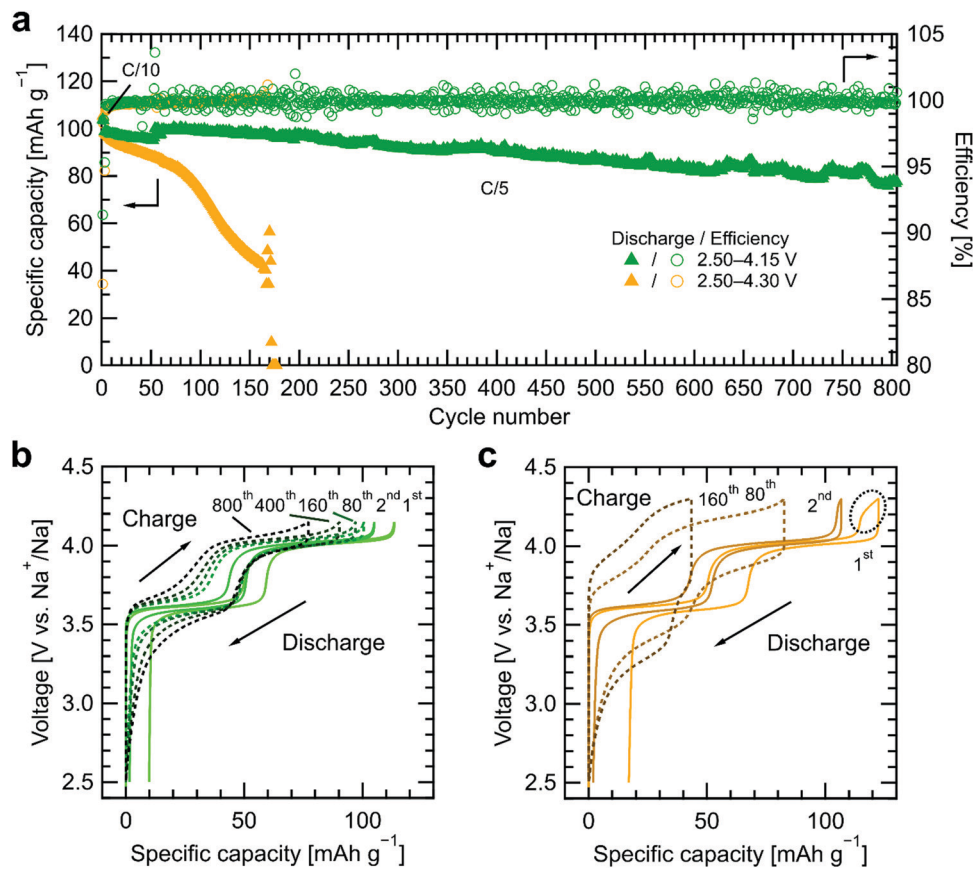 a
140
120
100
80
60
40
20
0
Specific capacity [mAh g⁻¹]
C/10
C/5
Discharge / Efficiency
▲ / ○ 2.50–4.15 V
▲ / ○ 2.50–4.30 V
105
100
95
90
85
80
Efficiency [%]
0 50 100 150 200 250 300 350 400 450 500 550 600 650 700 750 800
Cycle number
b
4.5
4.0
3.5
3.0
2.5
Voltage [V vs. Na⁺/Na]
Charge
800th 400th 160th 80th 2nd 1st
Discharge
0 50 100
Specific capacity [mAh g⁻¹]
c
4.5
4.0
3.5
3.0
2.5
Voltage [V vs. Na⁺/Na]
Charge
160th 80th 2nd
1st
Discharge
0 50 100
Specific capacity [mAh g⁻¹]